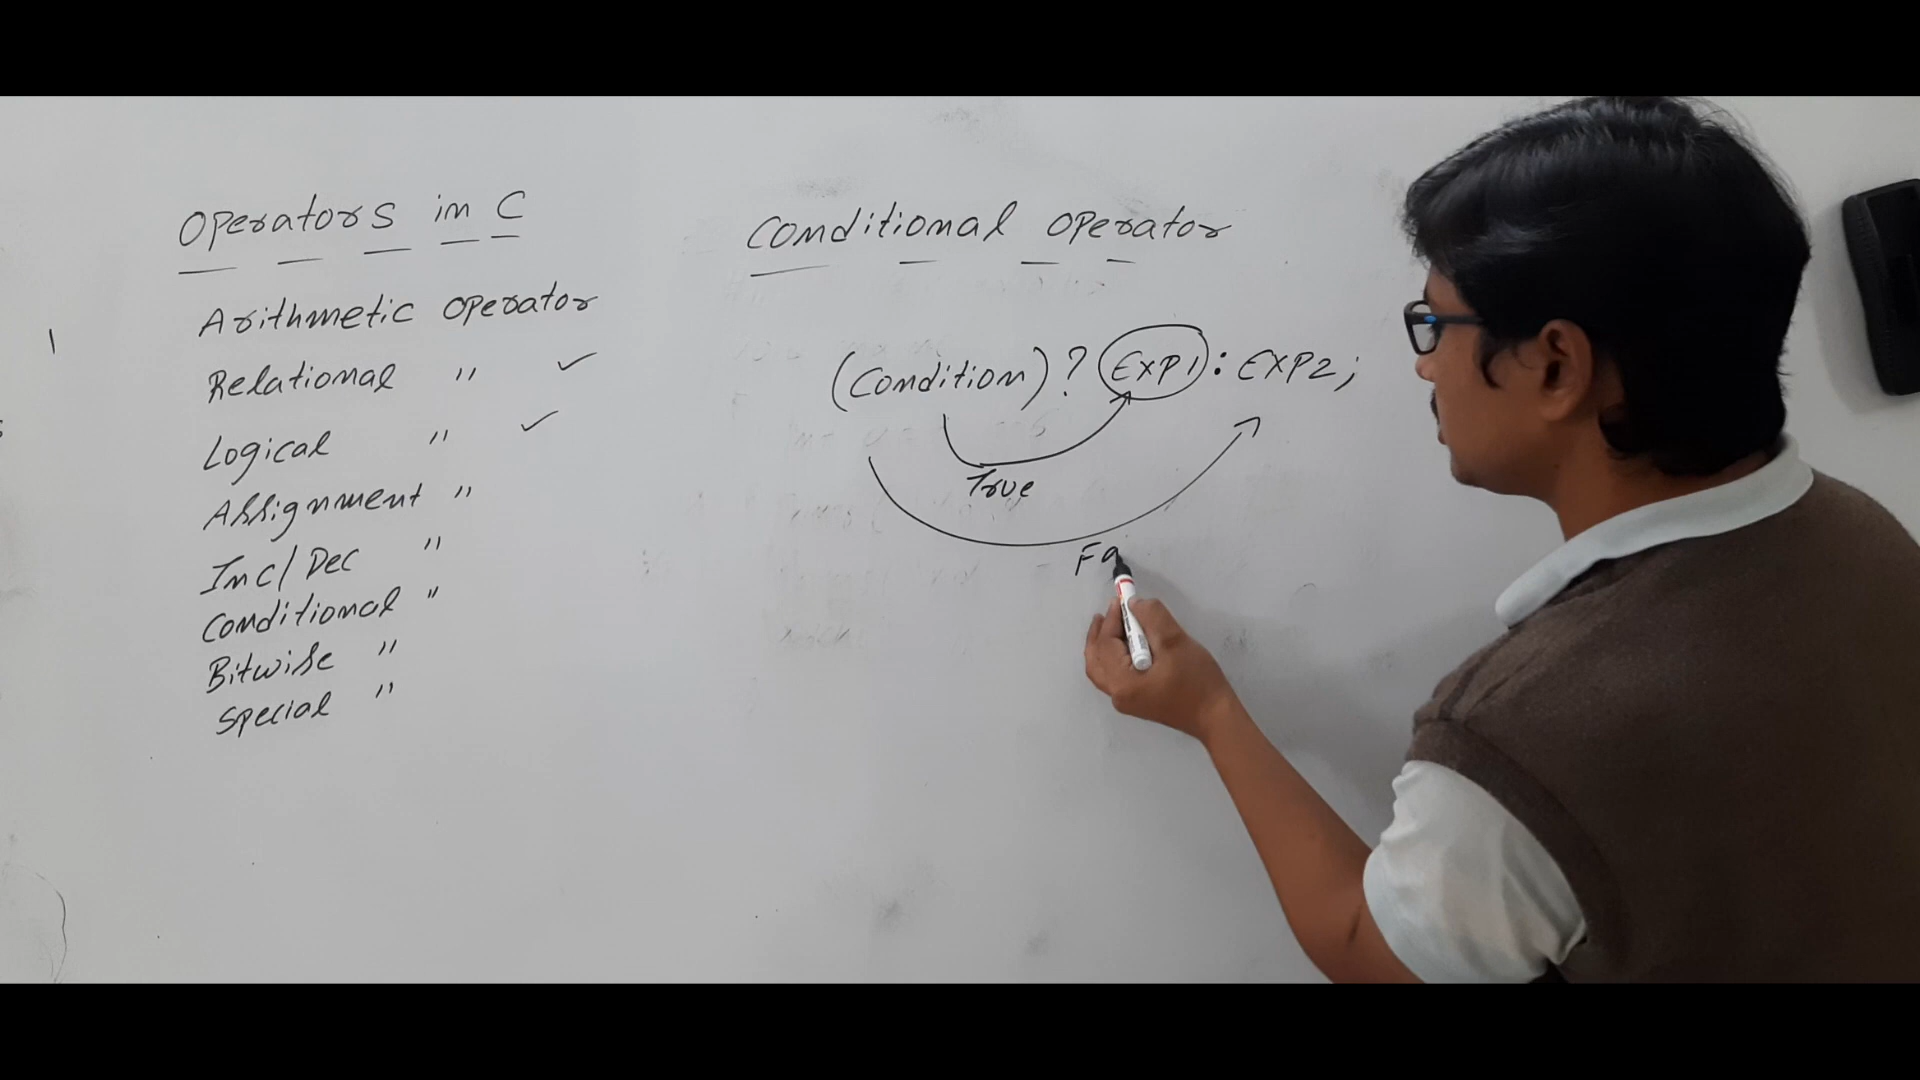 Operators in C
Arithmetic Operator
Relational " ✓
Logical " ✓
Assignment "
Inc/Dec "
Conditional "
Bitwise "
Special "
Conditional Operator
(Condition) ? EXP1 : EXP2;
True
Fa